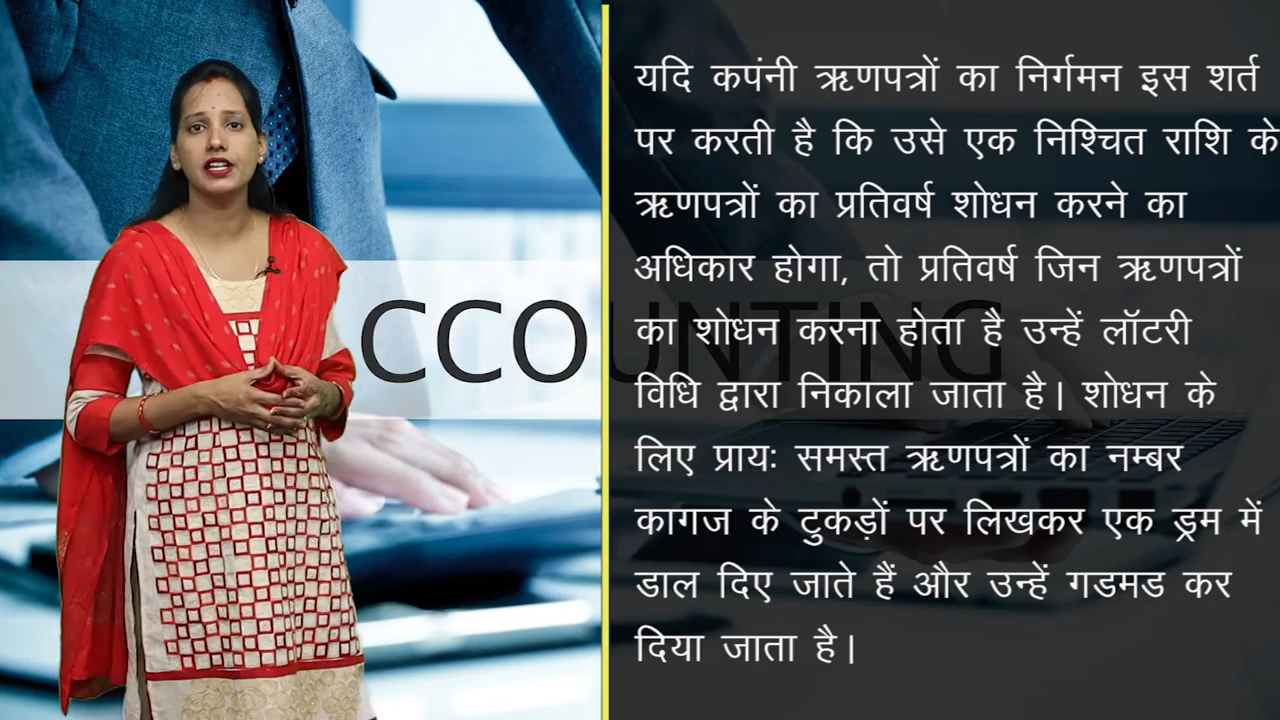 यदि कपंनी ऋणपत्रों का निर्गमन इस शर्त
पर करती है कि उसे एक निश्चित राशि के
ऋणपत्रों का प्रतिवर्ष शोधन करने का
अधिकार होगा, तो प्रतिवर्ष जिन ऋणपत्रों
का शोधन करना होता है उन्हें लॉटरी
विधि द्वारा निकाला जाता है। शोधन के
लिए प्रायः समस्त ऋणपत्रों का नम्बर
कागज के टुकड़ों पर लिखकर एक ड्रम में
डाल दिए जाते हैं और उन्हें गडमड कर
दिया जाता है।
CCOUNTING